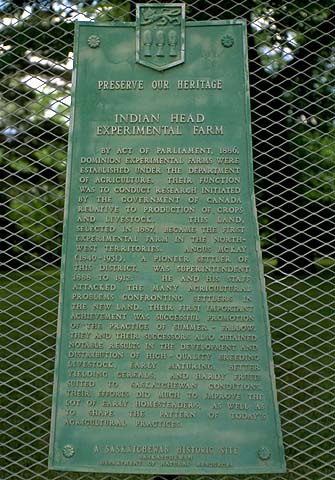 PRESERVE OUR HERITAGE
INDIAN HEAD
EXPERIMENTAL FARM
BY ACT OF PARLIAMENT, 1886,
DOMINION EXPERIMENTAL FARMS WERE
ESTABLISHED UNDER THE DEPARTMENT
OF AGRICULTURE. THEIR FUNCTION
WAS TO CONDUCT RESEARCH INITIATED
BY THE GOVERNMENT OF CANADA
RELATIVE TO PRODUCTION OF CROPS
AND LIVESTOCK. THIS LAND,
SELECTED IN 1887, BECAME THE FIRST
EXPERIMENTAL FARM IN THE NORTH-
WEST TERRITORIES. ANGUS MCKAY,
(1840-1931), A PIONEER SETTLER OF
THIS DISTRICT, WAS SUPERINTENDENT
1888 TO HE AND HIS STAFF
ATTACKED THE MANY AGRICULTURAL
PROBLEMS CONFRONTING SETTLERS IN
THE NEW LAND. THEIR FIRST IMPORTANT
ACHIEVEMENT WAS SUCCESSFUL PROMOTION
OF THE PRACTICE OF SUMMER-FALLOW.
THEY AND THEIR SUCCESSOR ALSO OBTAINED
NOTABLE RESULTS IN THE DEVELOPMENT AND
DISTRIBUTION OF HIGH-QUALITY BREEDING
LIVESTOCK, EARLY MATURING, BETTER
YIELDING CEREALS, AND HARDY FRUITS
SUITED TO SASKATCHEWAN CONDITIONS.
THEIR EFFORTS DID MUCH TO IMPROVE THE
LOT OF EARLY HOMESTEADERS, AS WELL AS
TO SHAPE THE PATTERN OF TODAY'S
AGRICULTURAL PRACTICES.
A SASKATCHEWAN HISTORIC SITE
SASKATCHEWAN
DEPARTMENT OF NATURAL RESOURCES